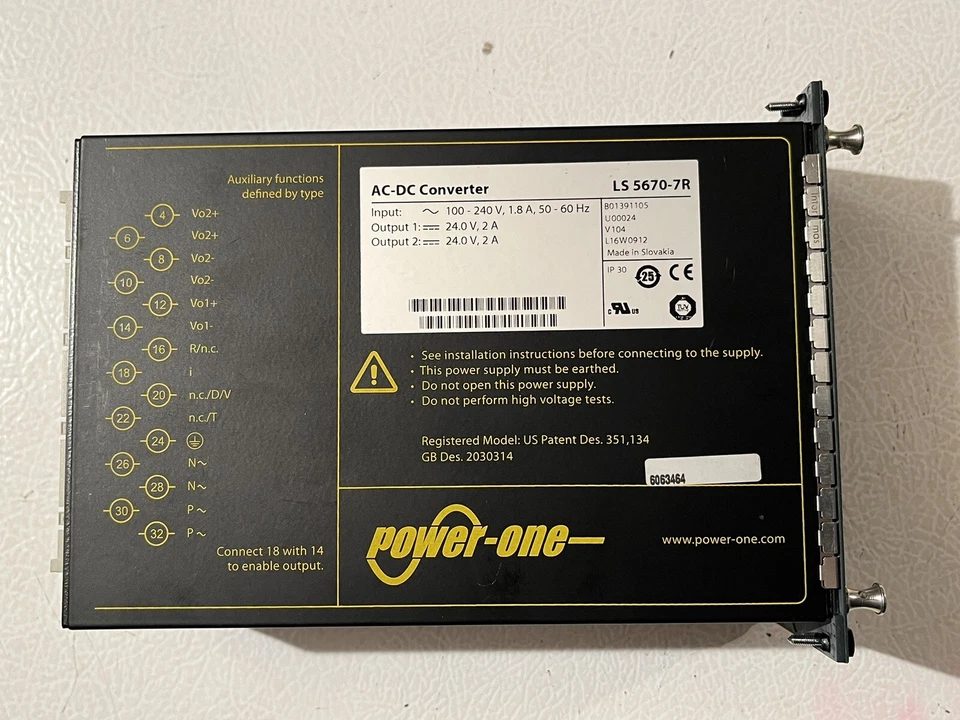 Auxiliary functions
defined by type
4 Vo2+
6 Vo2+
8 Vo2-
10 Vo2-
12 Vo1+
14 Vo1-
16 R/n.c.
18 i
20 n.c./D/V
22 n.c./T
24
26 N~
28 N~
30 P~
32 P~
Connect 18 with 14
to enable output.
AC-DC Converter LS 5670-7R
Input: ~ 100 - 240 V, 1.8 A, 50 - 60 Hz
Output 1: 24.0 V, 2 A
Output 2: 24.0 V, 2 A
B01391105
U00024
V104
L16W0912
Made in Slovakia
IP 30 25 CE
c RU us
• See installation instructions before connecting to the supply.
• This power supply must be earthed.
• Do not open this power supply.
• Do not perform high voltage tests.
Registered Model: US Patent Des. 351,134
GB Des. 2030314
6063464
power-one
www.power-one.com